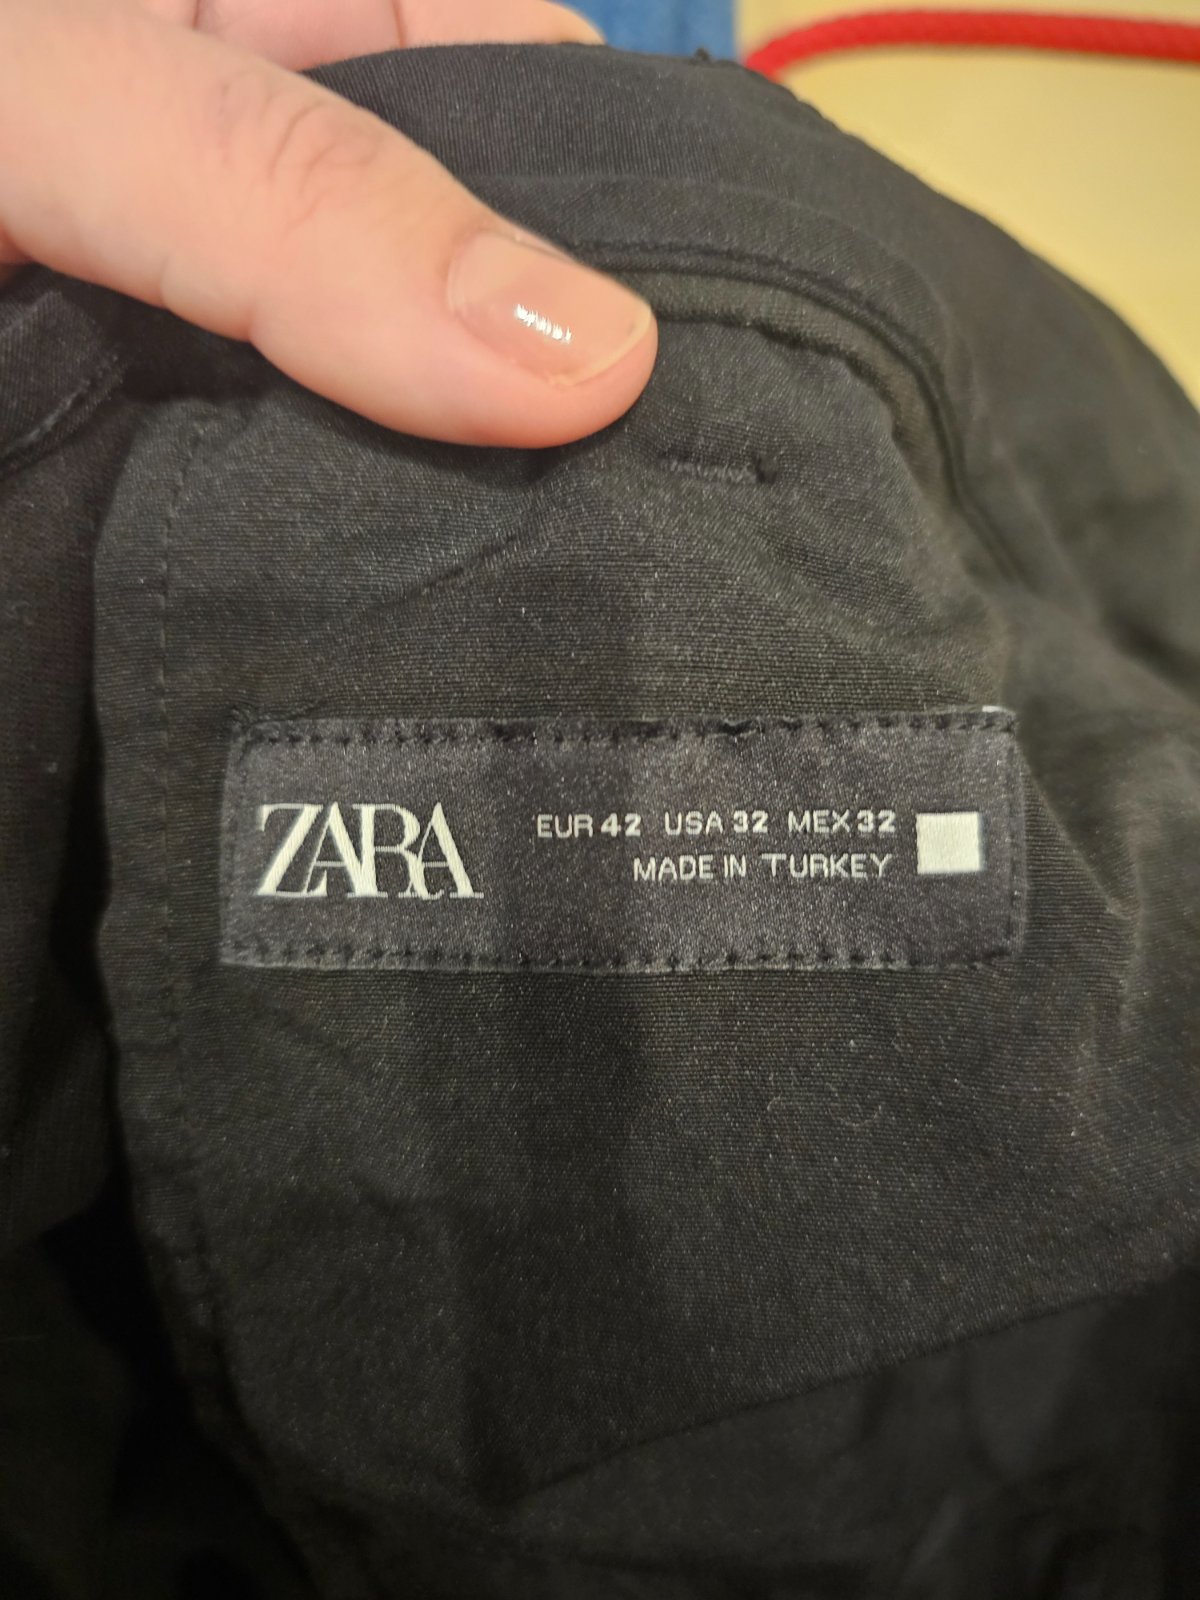 ZARA
EUR 42 USA 32 MEX 32
MADE IN TURKEY